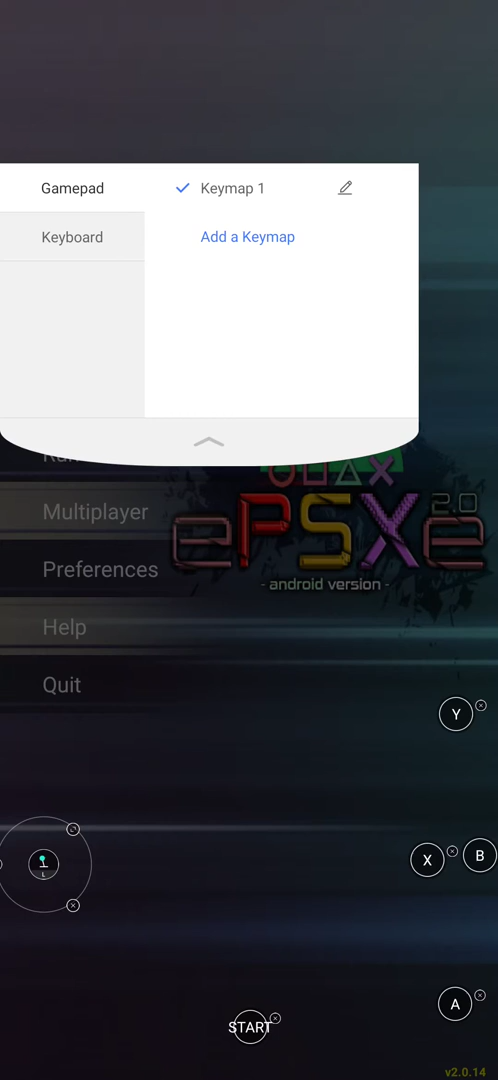 Gamepad
Keymap 1
Keyboard
Add a Keymap
Multiplayer
2.0
ePSXe
- android version -
Preferences
Help
Quit
Y
X
B
L
A
START
v2.0.14